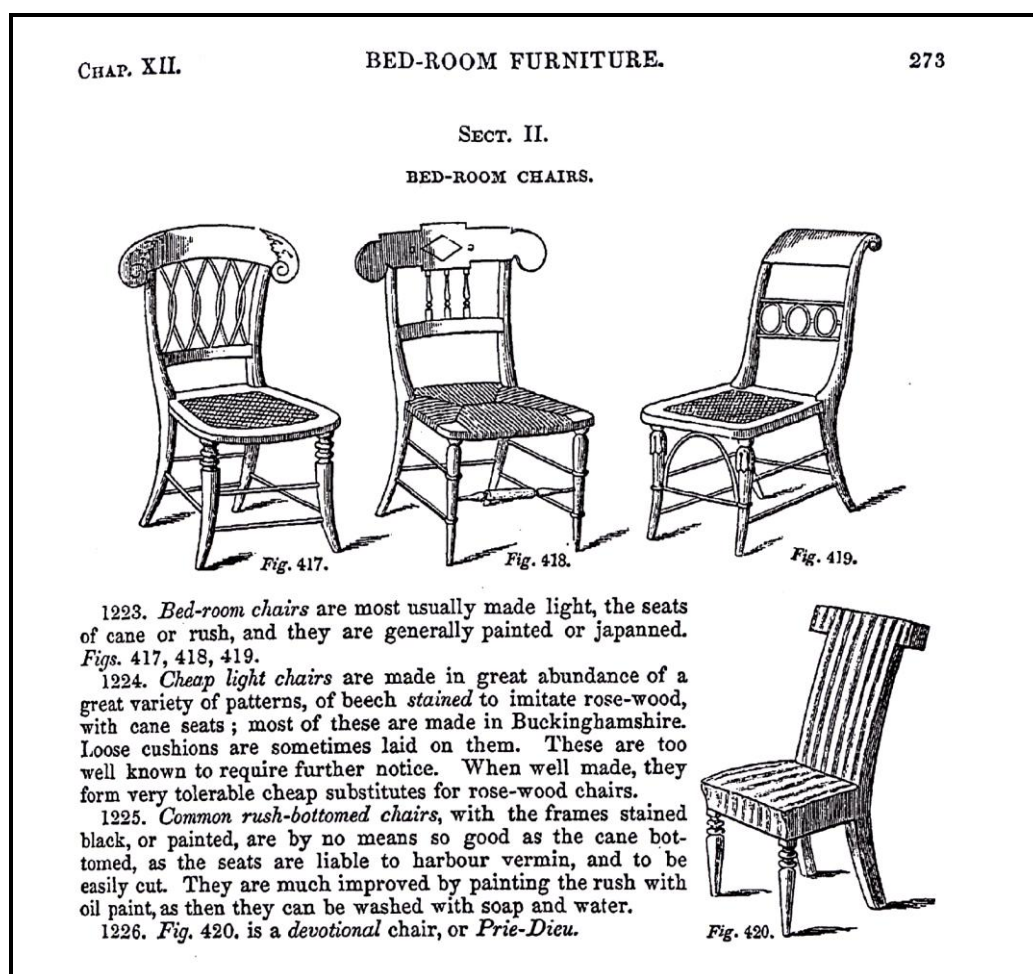 CHAP. XII.
BED-ROOM FURNITURE.
273
SECT. II.
BED-ROOM CHAIRS.
Fig. 417.
Fig. 418.
Fig. 419.
1223. Bed-room chairs are most usually made light, the seats
of cane or rush, and they are generally painted or japanned.
Figs. 417, 418, 419.
1224. Cheap light chairs are made in great abundance of a
great variety of patterns, of beech stained to imitate rose-wood,
with cane seats; most of these are made in Buckinghamshire.
Loose cushions are sometimes laid on them. These are too
well known to require further notice. When well made, they
form very tolerable cheap substitutes for rose-wood chairs.
1225. Common rush-bottomed chairs, with the frames stained
black, or painted, are by no means so good as the cane bot-
tomed, as the seats are liable to harbour vermin, and to be
easily cut. They are much improved by painting the rush with
oil paint, as then they can be washed with soap and water.
1226. Fig. 420. is a devotional chair, or Prie-Dieu.
Fig. 420.